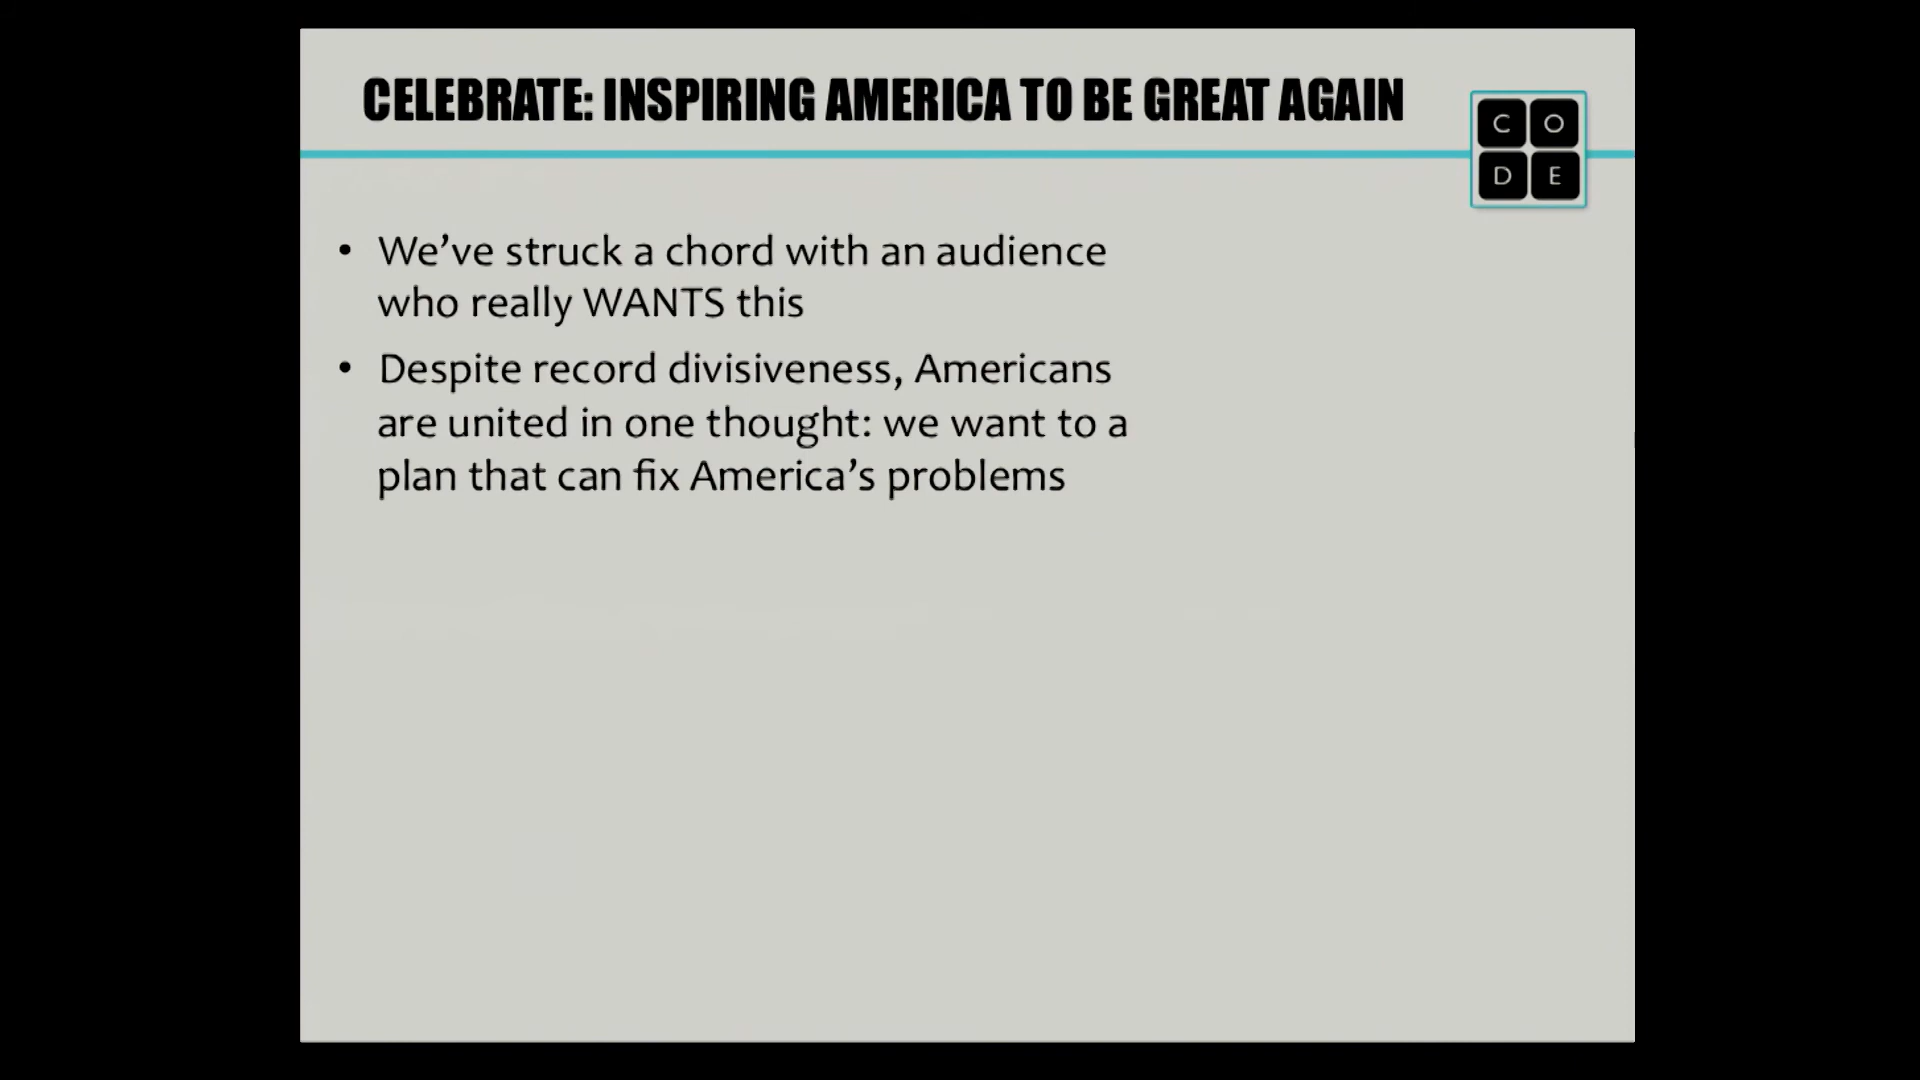 CELEBRATE: INSPIRING AMERICA TO BE GREAT AGAIN
C O
D E
• We’ve struck a chord with an audience
who really WANTS this
• Despite record divisiveness, Americans
are united in one thought: we want to a
plan that can fix America’s problems